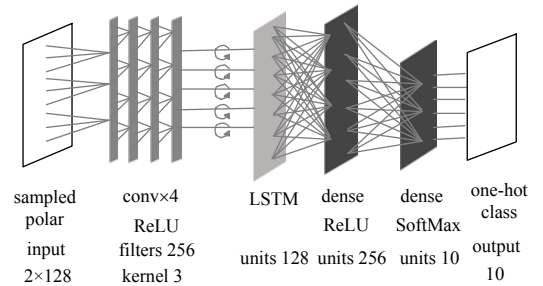 sampled
polar
input
2×128
conv×4
ReLU
filters 256
kernel 3
LSTM
units 128
dense
ReLU
units 256
dense
SoftMax
units 10
one-hot
class
output
10